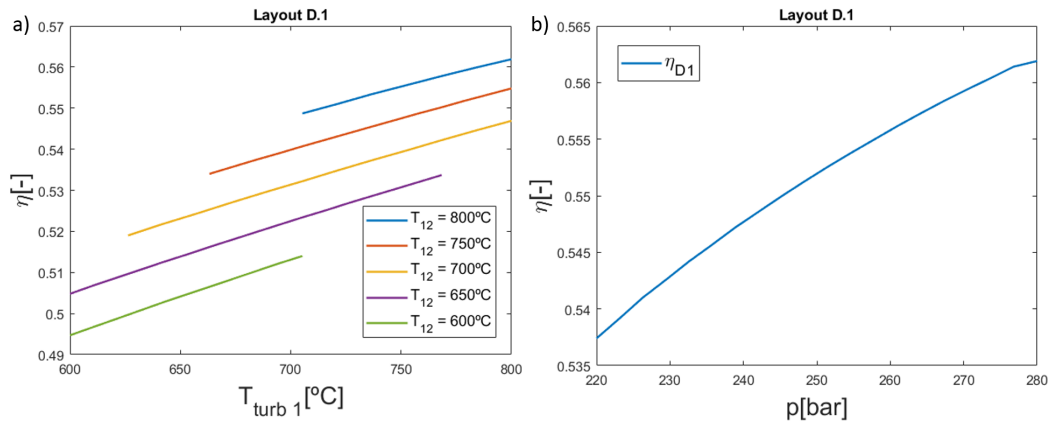 a)
Layout D.1
0.57
0.56
0.55
0.54
0.53
0.52
0.51
0.5
0.49
η[-]
T12 = 800ºC
T12 = 750ºC
T12 = 700ºC
T12 = 650ºC
T12 = 600ºC
600
650
700
750
800
Tturb 1[ºC]
b)
Layout D.1
0.565
0.56
0.555
0.55
0.545
0.54
0.535
η[-]
ηD1
220
230
240
250
260
270
280
p[bar]